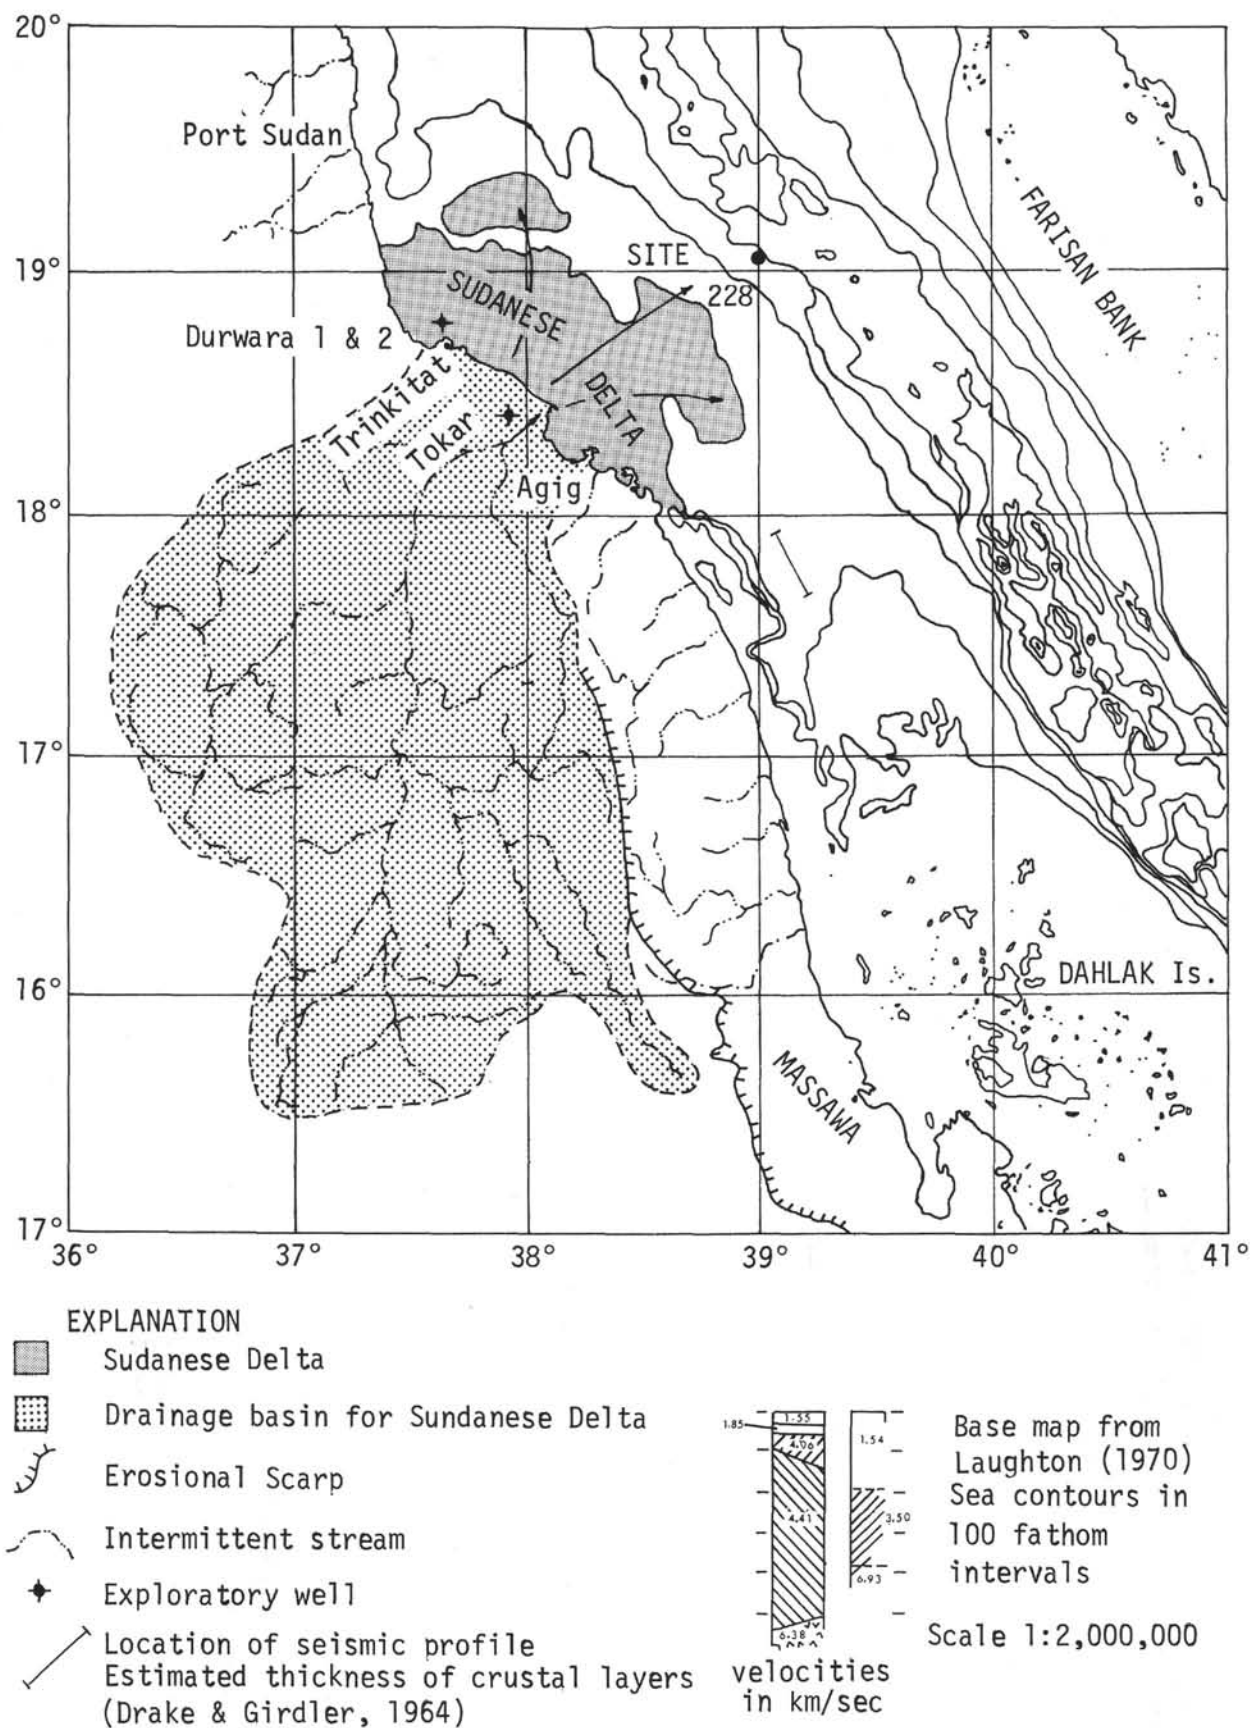 20°
Port Sudan
FARISAN BANK
SITE
228
19°
SUDANESE
DELTA
Durwara 1 & 2
Trinkitat
Tokar
Agig
18°
17°
16°
DAHLAK Is.
MASSAWA
17°
36° 37° 38° 39° 40° 41°
EXPLANATION
Sudanese Delta
Drainage basin for Sundanese Delta
Erosional Scarp
Intermittent stream
Exploratory well
Location of seismic profile
Estimated thickness of crustal layers
(Drake & Girdler, 1964)
1.55
1.85
4.06
4.41
6.38
1.54
3.50
6.93
velocities
in km/sec
Base map from
Laughton (1970)
Sea contours in
100 fathom
intervals
Scale 1:2,000,000